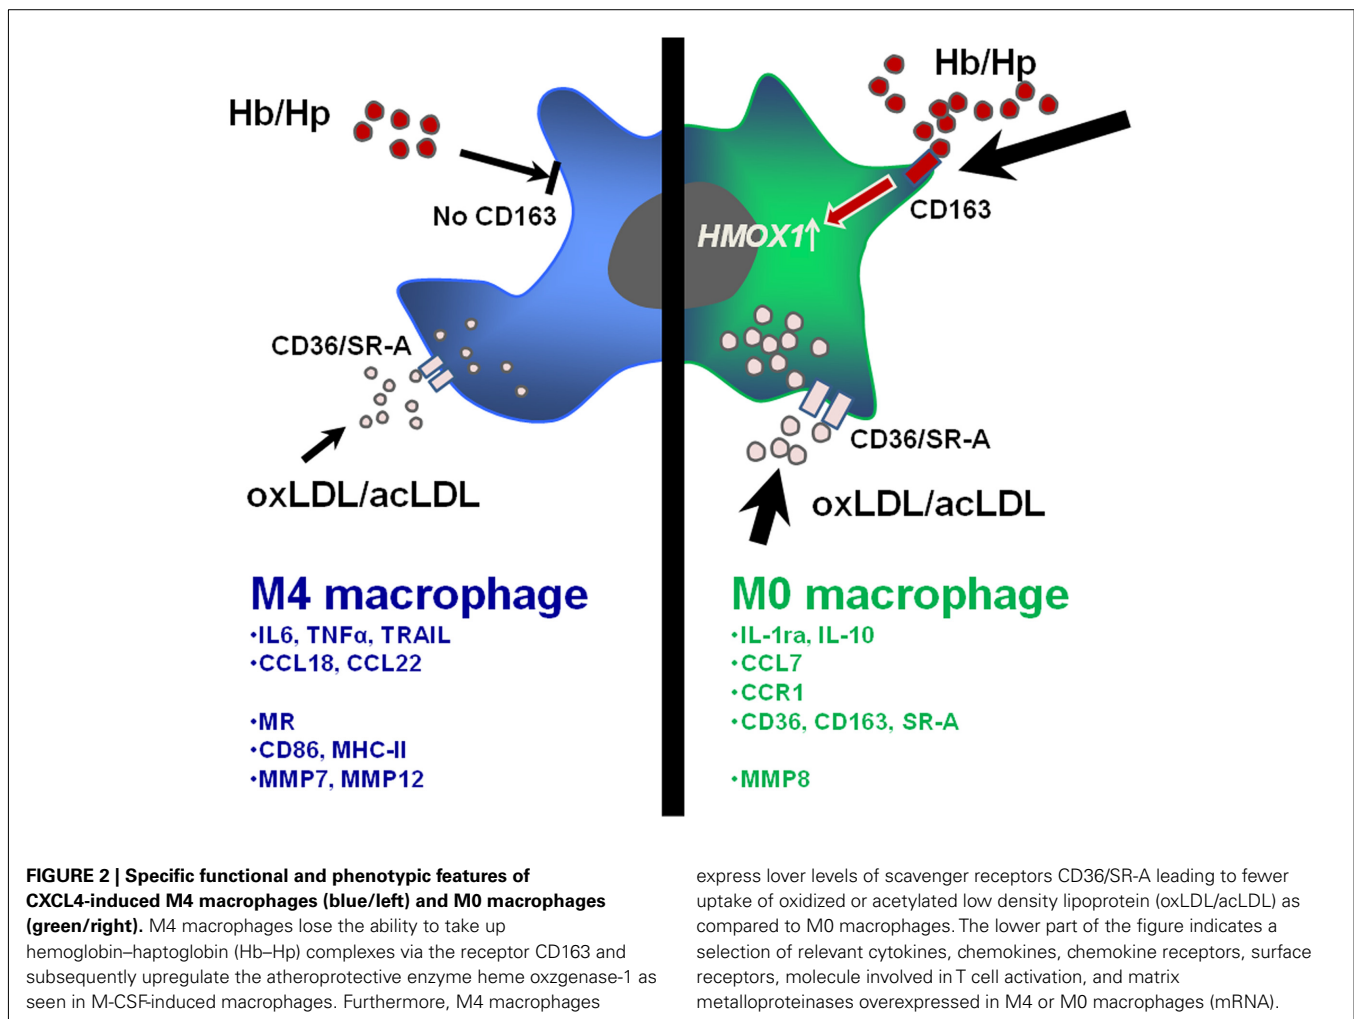 Hb/Hp
No CD163
CD36/SR-A
oxLDL/acLDL
M4 macrophage
•IL6, TNFα, TRAIL
•CCL18, CCL22
•MR
•CD86, MHC-II
•MMP7, MMP12
Hb/Hp
CD163
HMOX1↑
CD36/SR-A
oxLDL/acLDL
M0 macrophage
•IL-1ra, IL-10
•CCL7
•CCR1
•CD36, CD163, SR-A
•MMP8
FIGURE 2 | Specific functional and phenotypic features of
CXCL4-induced M4 macrophages (blue/left) and M0 macrophages
(green/right). M4 macrophages lose the ability to take up
hemoglobin–haptoglobin (Hb–Hp) complexes via the receptor CD163 and
subsequently upregulate the atheroprotective enzyme heme oxzgenase-1 as
seen in M-CSF-induced macrophages. Furthermore, M4 macrophages
express lover levels of scavenger receptors CD36/SR-A leading to fewer
uptake of oxidized or acetylated low density lipoprotein (oxLDL/acLDL) as
compared to M0 macrophages. The lower part of the figure indicates a
selection of relevant cytokines, chemokines, chemokine receptors, surface
receptors, molecule involved in T cell activation, and matrix
metalloproteinases overexpressed in M4 or M0 macrophages (mRNA).